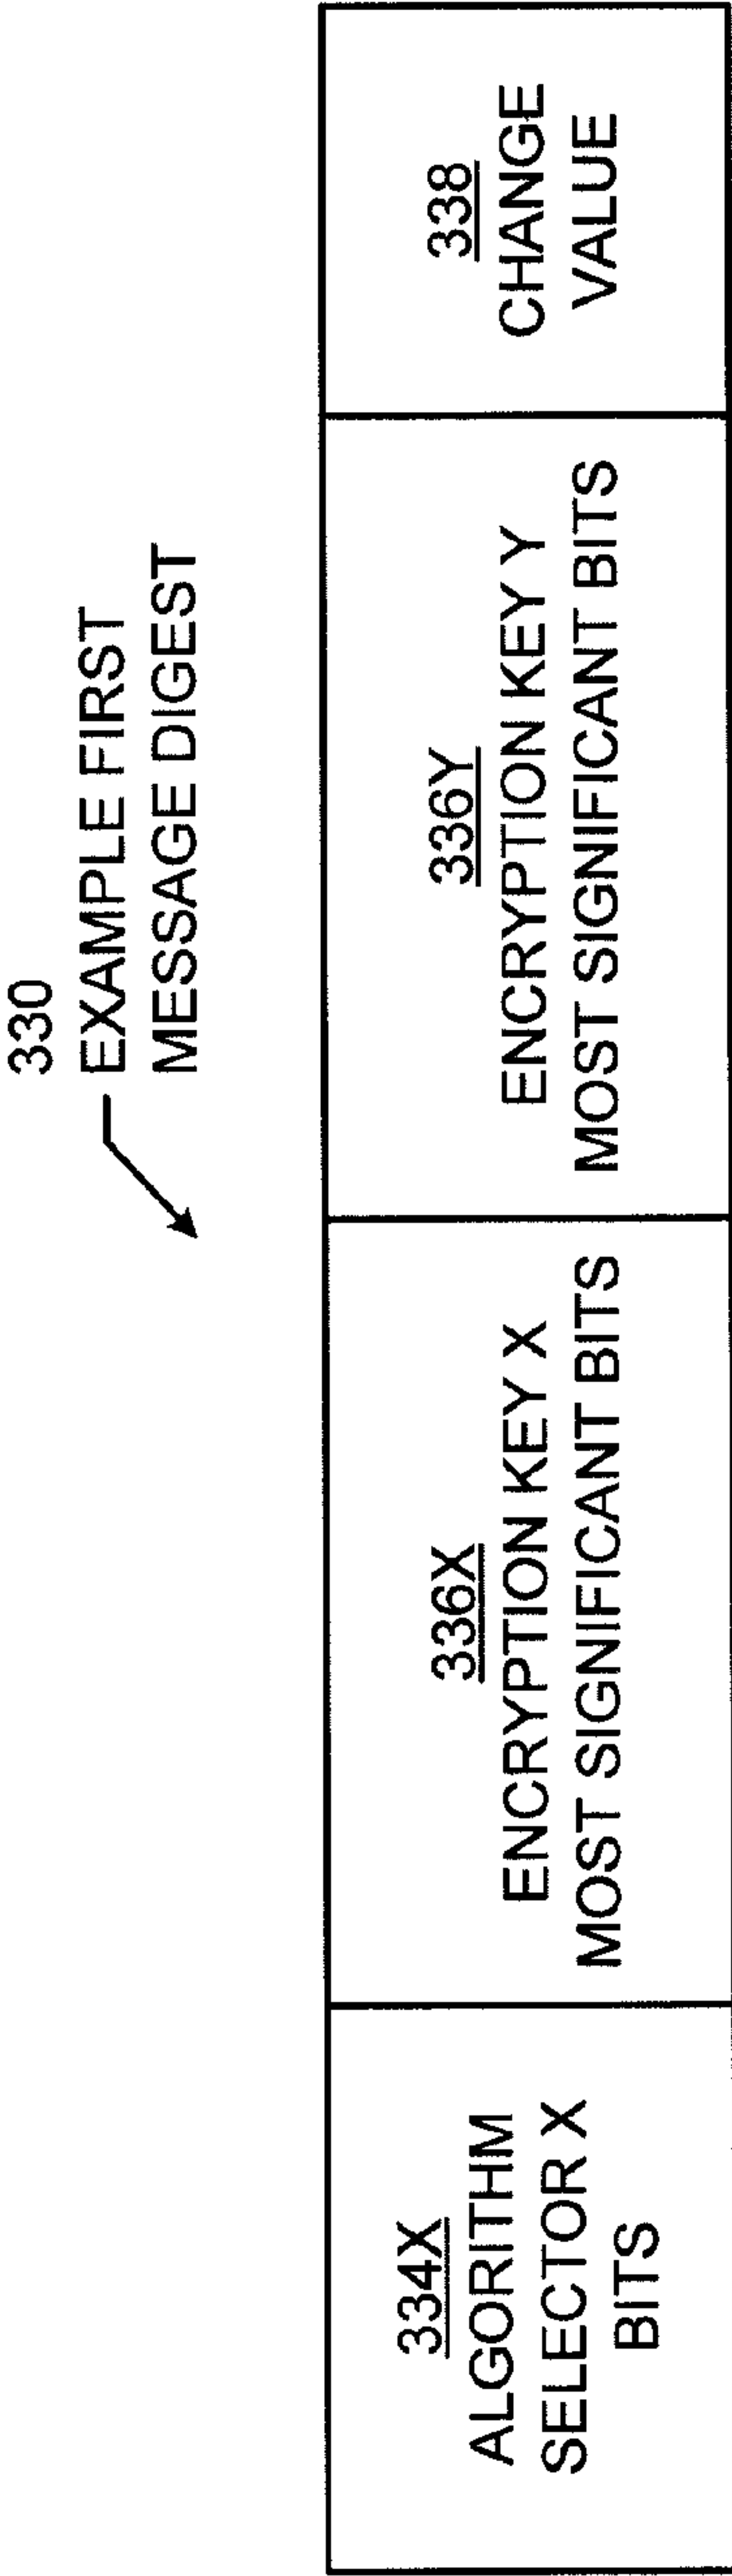 330
EXAMPLE FIRST
MESSAGE DIGEST
334X
ALGORITHM
SELECTOR X
BITS
336X
ENCRYPTION KEY X
MOST SIGNIFICANT BITS
336Y
ENCRYPTION KEY Y
MOST SIGNIFICANT BITS
338
CHANGE
VALUE